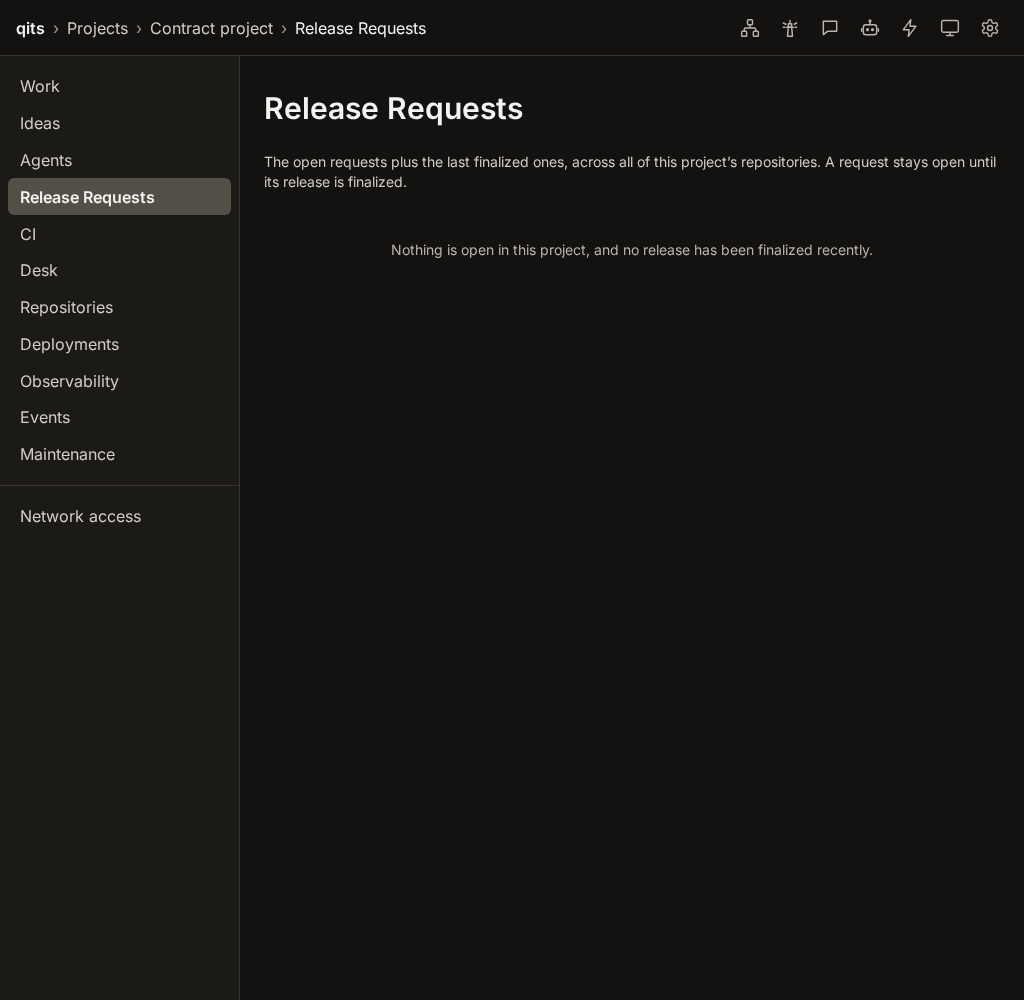 qits › Projects › Contract project › Release Requests
Work
Ideas
Agents
Release Requests
CI
Desk
Repositories
Deployments
Observability
Events
Maintenance
Network access
Release Requests
The open requests plus the last finalized ones, across all of this project’s repositories. A request stays open until
its release is finalized.
Nothing is open in this project, and no release has been finalized recently.